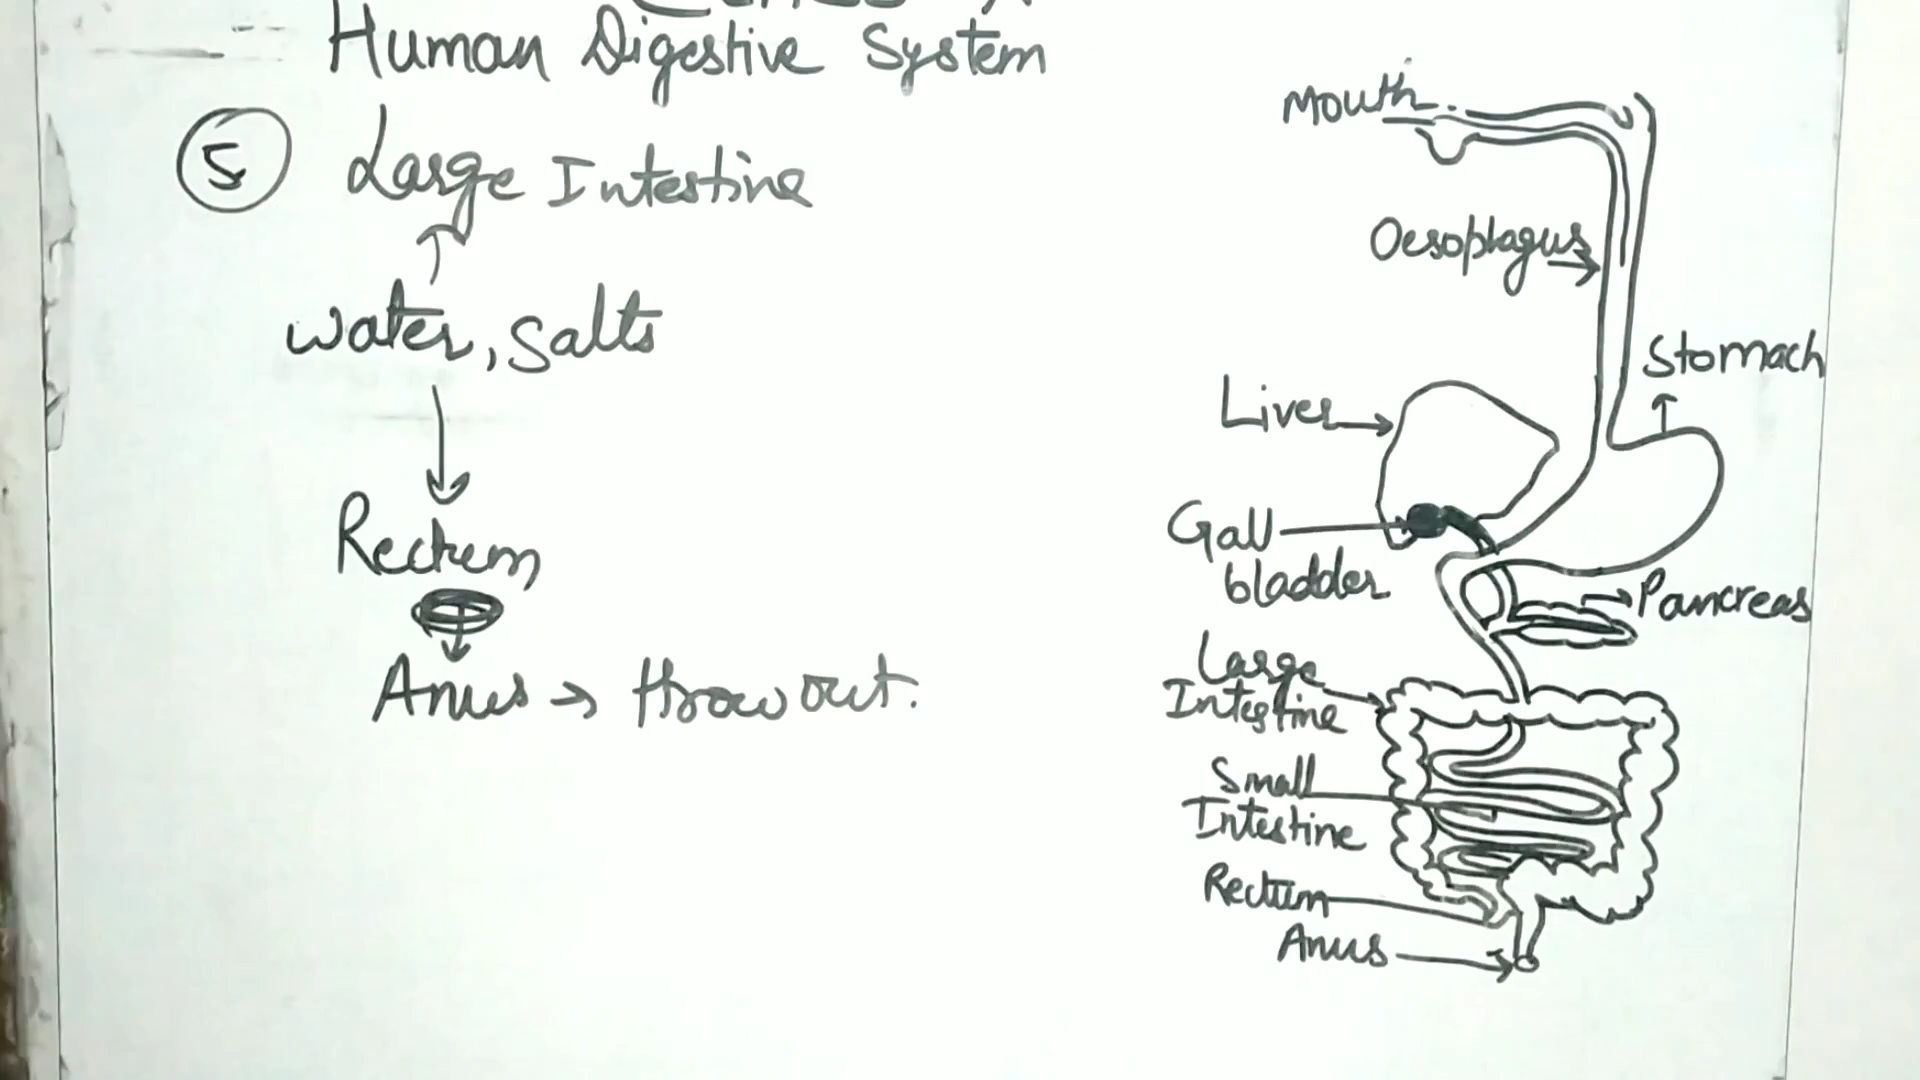 Human Digestive System
5 Large Intestine
water, salts
Rectum
Anus → throw out.
Mouth
Oesophagus
Stomach
Liver
Gall
bladder
Pancreas
Large
Intestine
Small
Intestine
Rectum
Anus